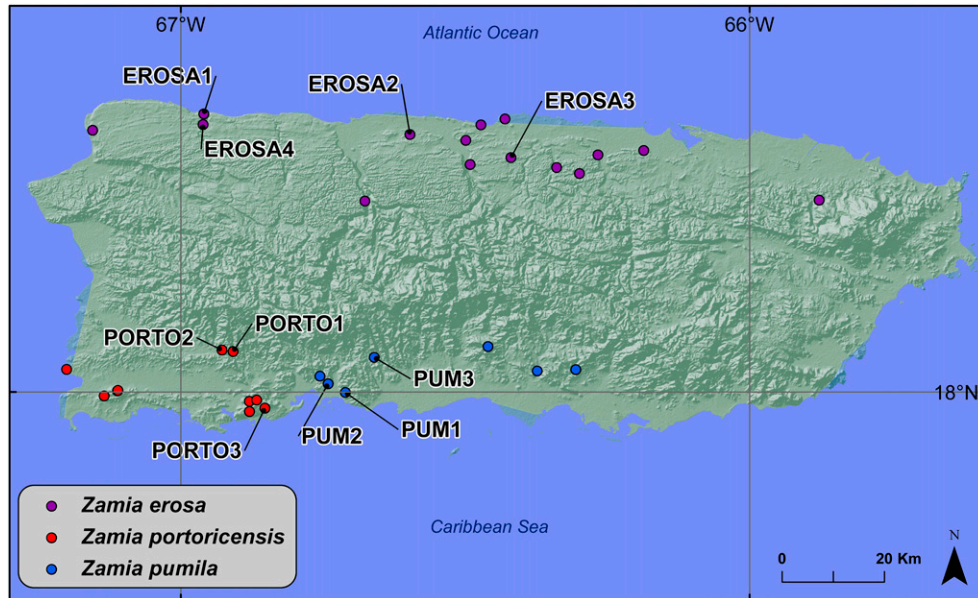 67°W
66°W
Atlantic Ocean
EROSA1
EROSA2
EROSA3
EROSA4
PORTO2
PORTO1
PUM3
18°N
PORTO3
PUM2
PUM1
Zamia erosa
Zamia portoricensis
Zamia pumila
Caribbean Sea
0 20 Km
N